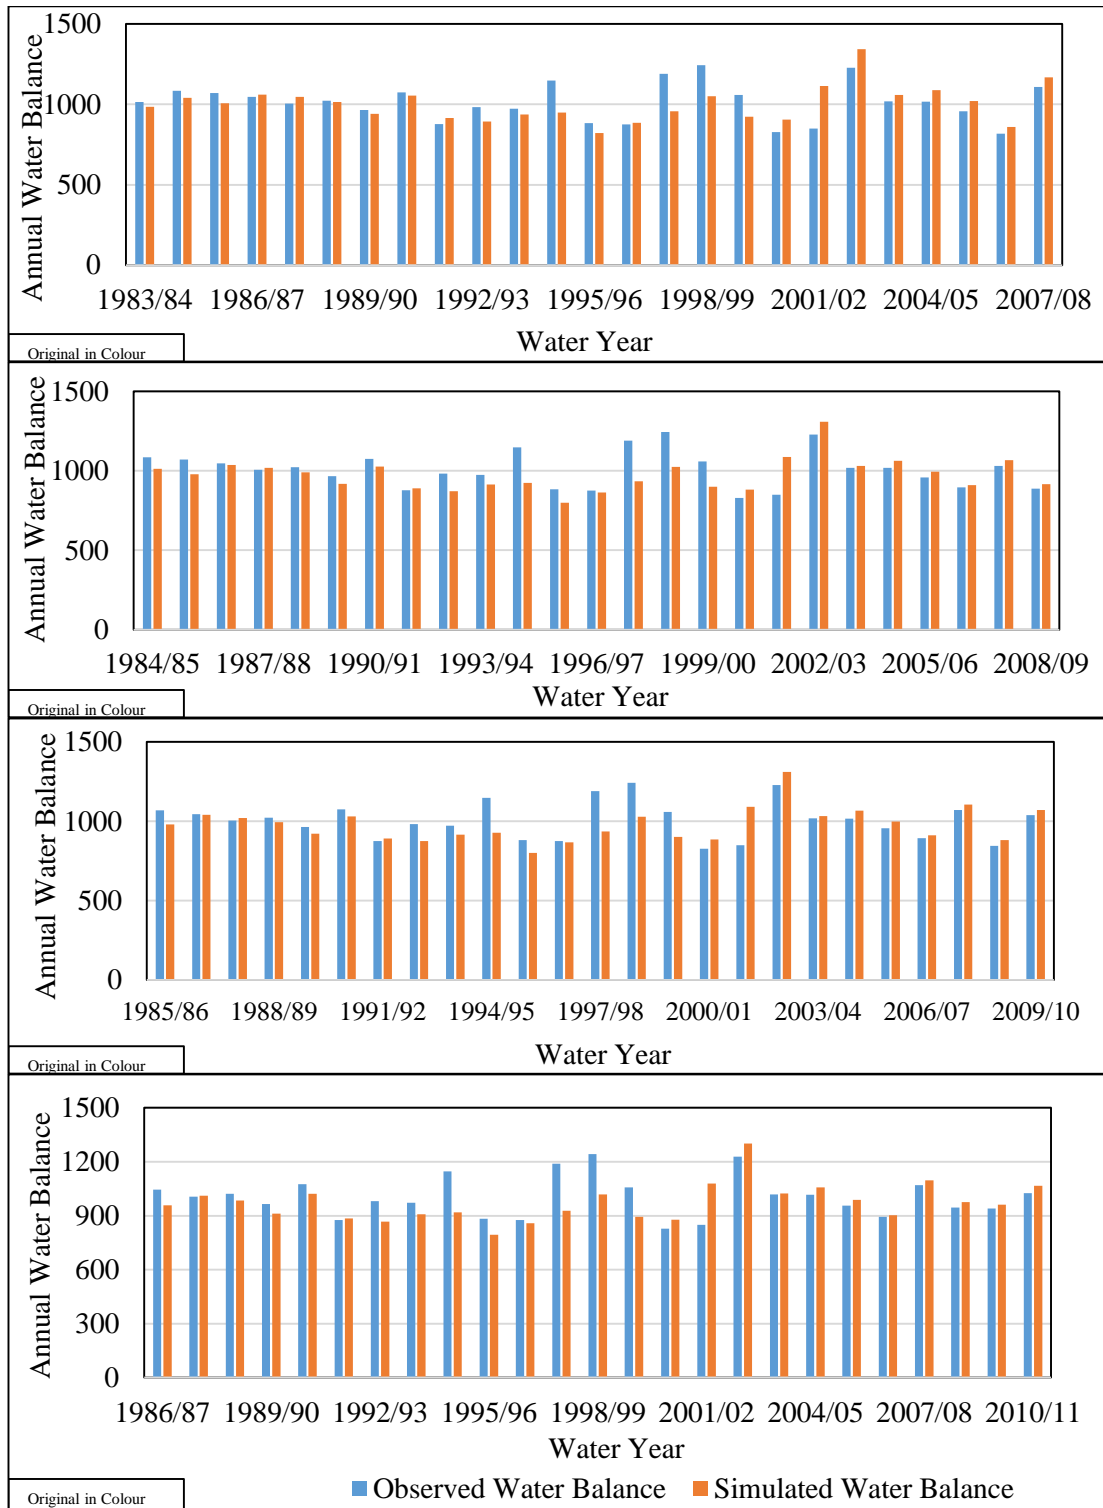 1500
1000
500
0
Annual Water Balance
1983/84 1986/87 1989/90 1992/93 1995/96 1998/99 2001/02 2004/05 2007/08
Water Year
Original in Colour
1500
1000
500
0
Annual Water Balance
1984/85 1987/88 1990/91 1993/94 1996/97 1999/00 2002/03 2005/06 2008/09
Water Year
Original in Colour
1500
1000
500
0
Annual Water Balance
1985/86 1988/89 1991/92 1994/95 1997/98 2000/01 2003/04 2006/07 2009/10
Water Year
Original in Colour
1500
1200
900
600
300
0
Annual Water Balance
1986/87 1989/90 1992/93 1995/96 1998/99 2001/02 2004/05 2007/08 2010/11
Water Year
Observed Water Balance Simulated Water Balance
Original in Colour